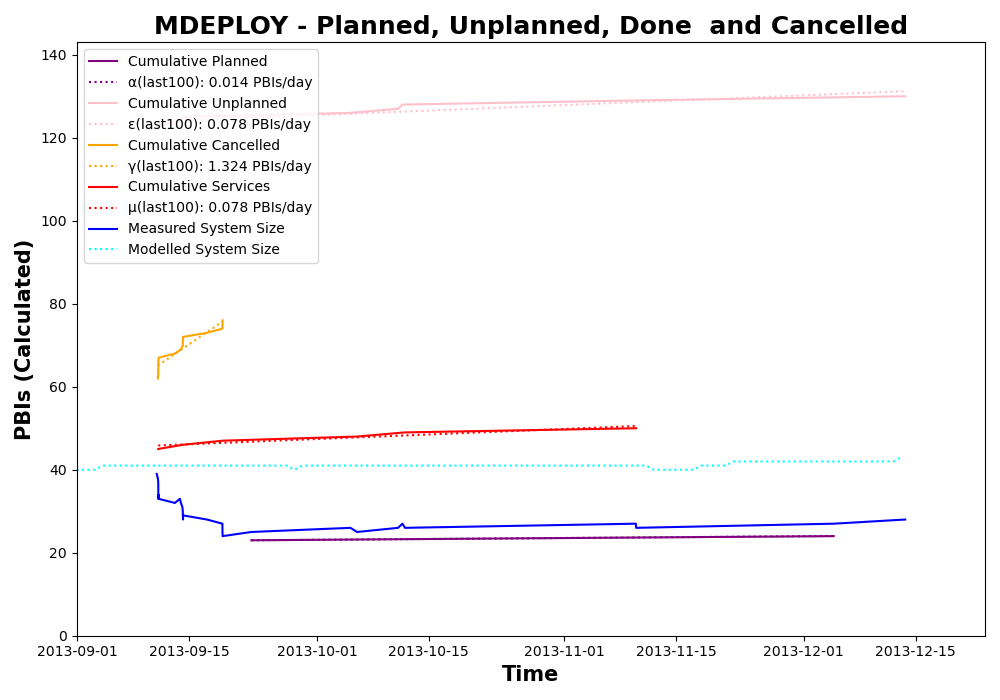 MDEPLOY - Planned, Unplanned, Done  and Cancelled
PBIs (Calculated)
140
120
100
80
60
40
20
0
Cumulative Planned
α(last100): 0.014 PBIs/day
Cumulative Unplanned
ε(last100): 0.078 PBIs/day
Cumulative Cancelled
γ(last100): 1.324 PBIs/day
Cumulative Services
μ(last100): 0.078 PBIs/day
Measured System Size
Modelled System Size
2013-09-01 2013-09-15 2013-10-01 2013-10-15 2013-11-01 2013-11-15 2013-12-01 2013-12-15
Time